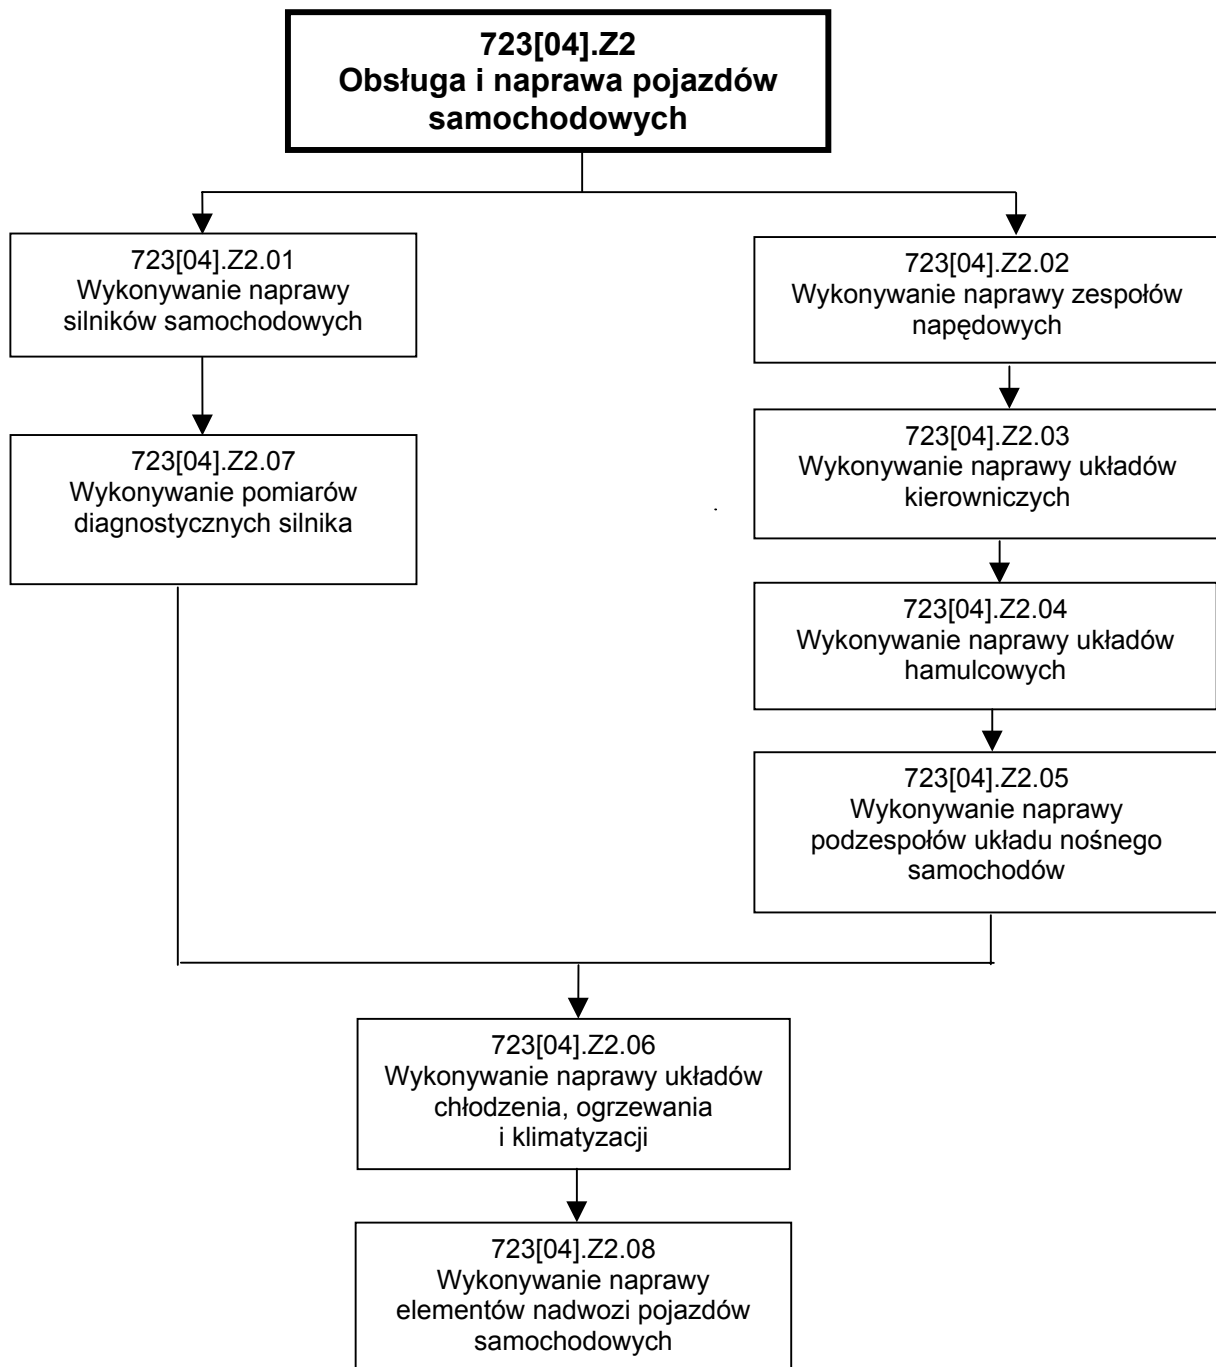 723[04].Z2
Obsługa i naprawa pojazdów
samochodowych
723[04].Z2.01
Wykonywanie naprawy
silników samochodowych
723[04].Z2.07
Wykonywanie pomiarów
diagnostycznych silnika
723[04].Z2.02
Wykonywanie naprawy zespołów
napędowych
723[04].Z2.03
Wykonywanie naprawy układów
kierowniczych
723[04].Z2.04
Wykonywanie naprawy układów
hamulcowych
723[04].Z2.05
Wykonywanie naprawy
podzespołów układu nośnego
samochodów
723[04].Z2.06
Wykonywanie naprawy układów
chłodzenia, ogrzewania
i klimatyzacji
723[04].Z2.08
Wykonywanie naprawy
elementów nadwozi pojazdów
samochodowych